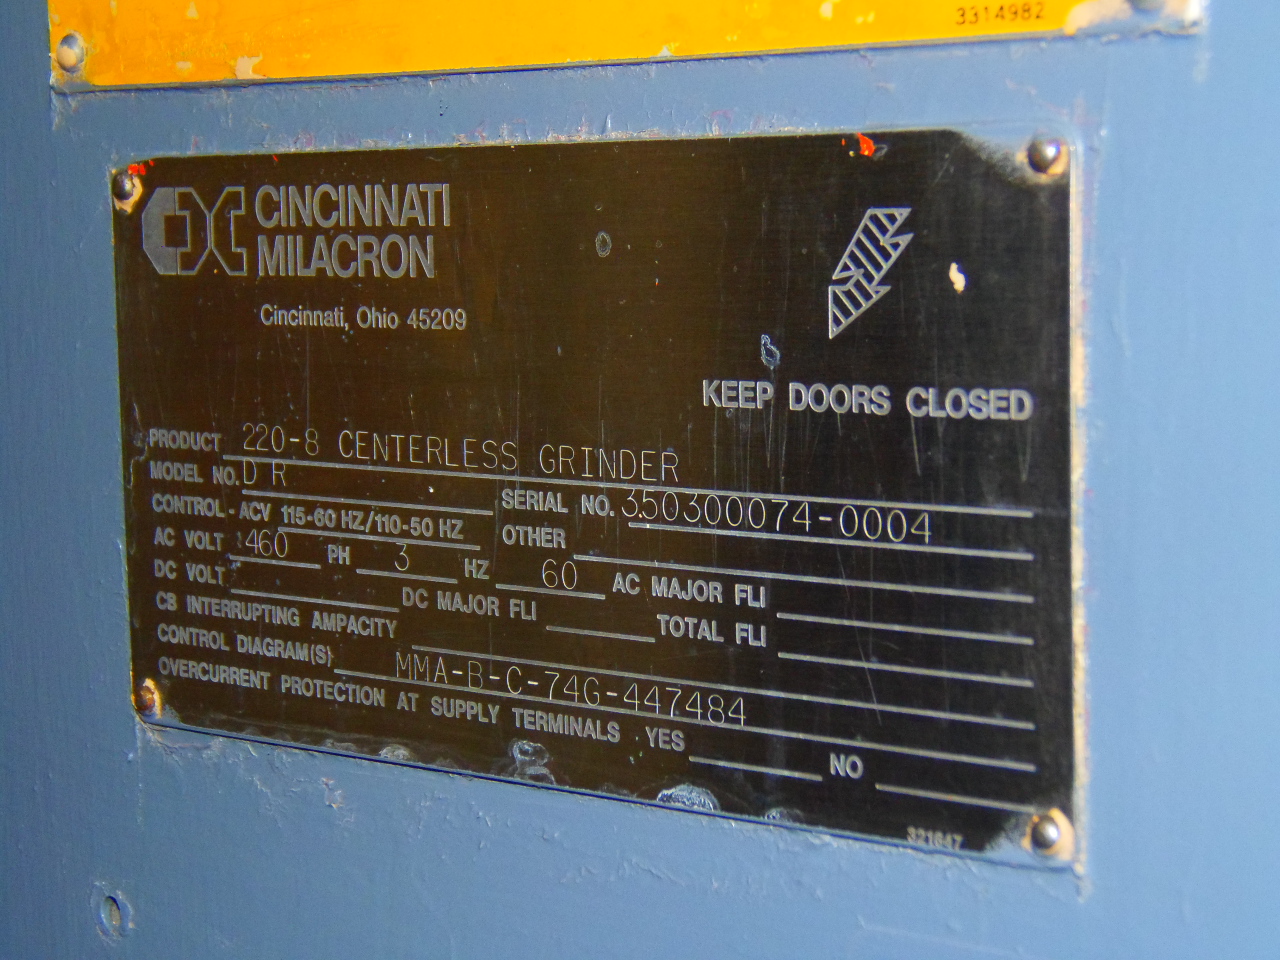 3314982
CINCINNATI
MILACRON
Cincinnati, Ohio 45209
KEEP DOORS CLOSED
PRODUCT 220-8 CENTERLESS GRINDER
MODEL NO. DR SERIAL NO. 350300074-0004
CONTROL - ACV 115-60 HZ/110-50 HZ OTHER
AC VOLT 460 PH 3 HZ 60 AC MAJOR FLI
DC VOLT DC MAJOR FLI TOTAL FLI
CB INTERRUPTING AMPACITY
CONTROL DIAGRAM(S) MMA-B-C-74G-447484
OVERCURRENT PROTECTION AT SUPPLY TERMINALS YES NO
321647